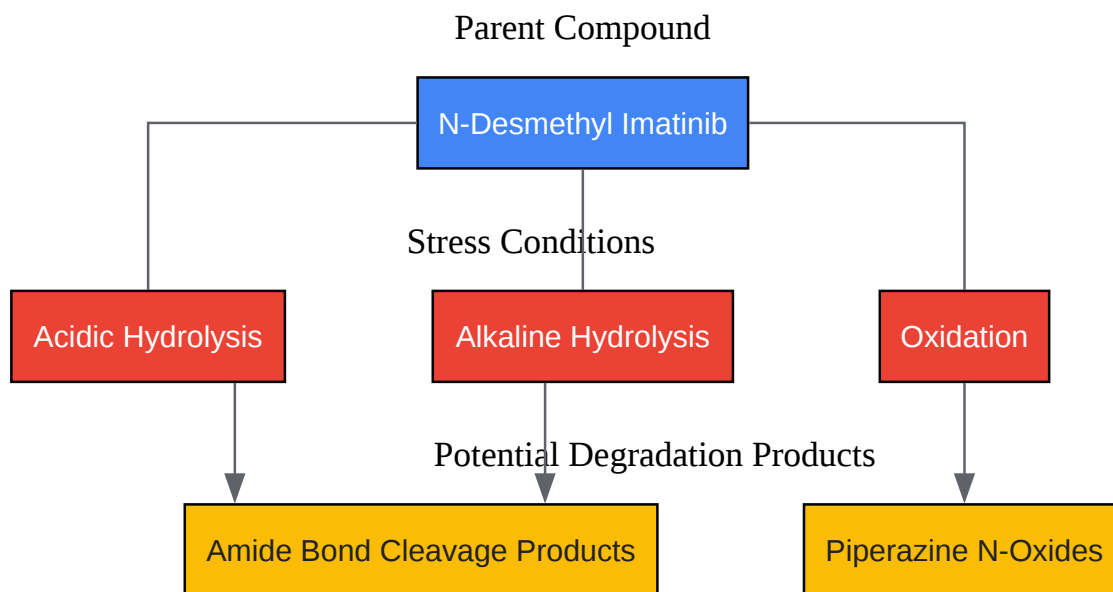 Parent Compound
N-Desmethyl Imatinib
Stress Conditions
Acidic Hydrolysis
Alkaline Hydrolysis
Oxidation
Potential Degradation Products
Amide Bond Cleavage Products
Piperazine N-Oxides